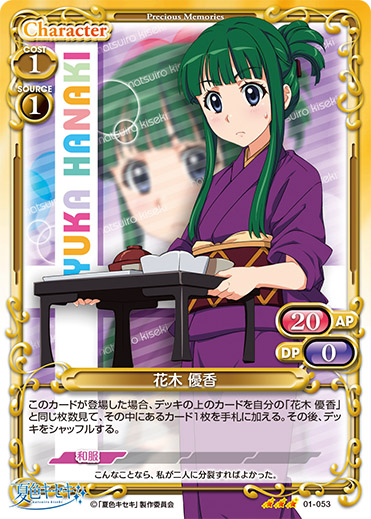 Precious Memories
Character
COST
1
SOURCE
1
YUKA HANAKI
natsuiro kiseki
natsuiro kiseki
natsuiro kiseki
natsuiro kiseki
20 AP
DP 0
花木 優香
このカードが登場した場合、デッキの上のカードを自分の「花木 優香」
と同じ枚数見て、その中にあるカード1枚を手札に加える。その後、デッ
キをシャッフルする。
和服
こんなことなら、私が二人に分裂すればよかった。
夏色キセキ
©「夏色キセキ」製作委員会
01-053